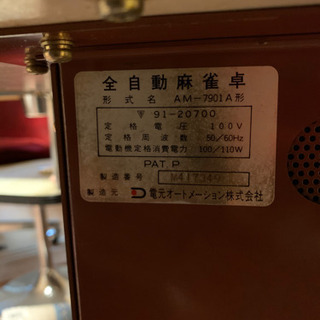 全自動麻雀卓
形式名 AM-7901A形
〒 91-20700
定格電圧 100V
定格周波数 50/60Hz
電動機定格消費電力 100/110W
PAT.P
製造番号
製造元 電元オートメーション株式会社